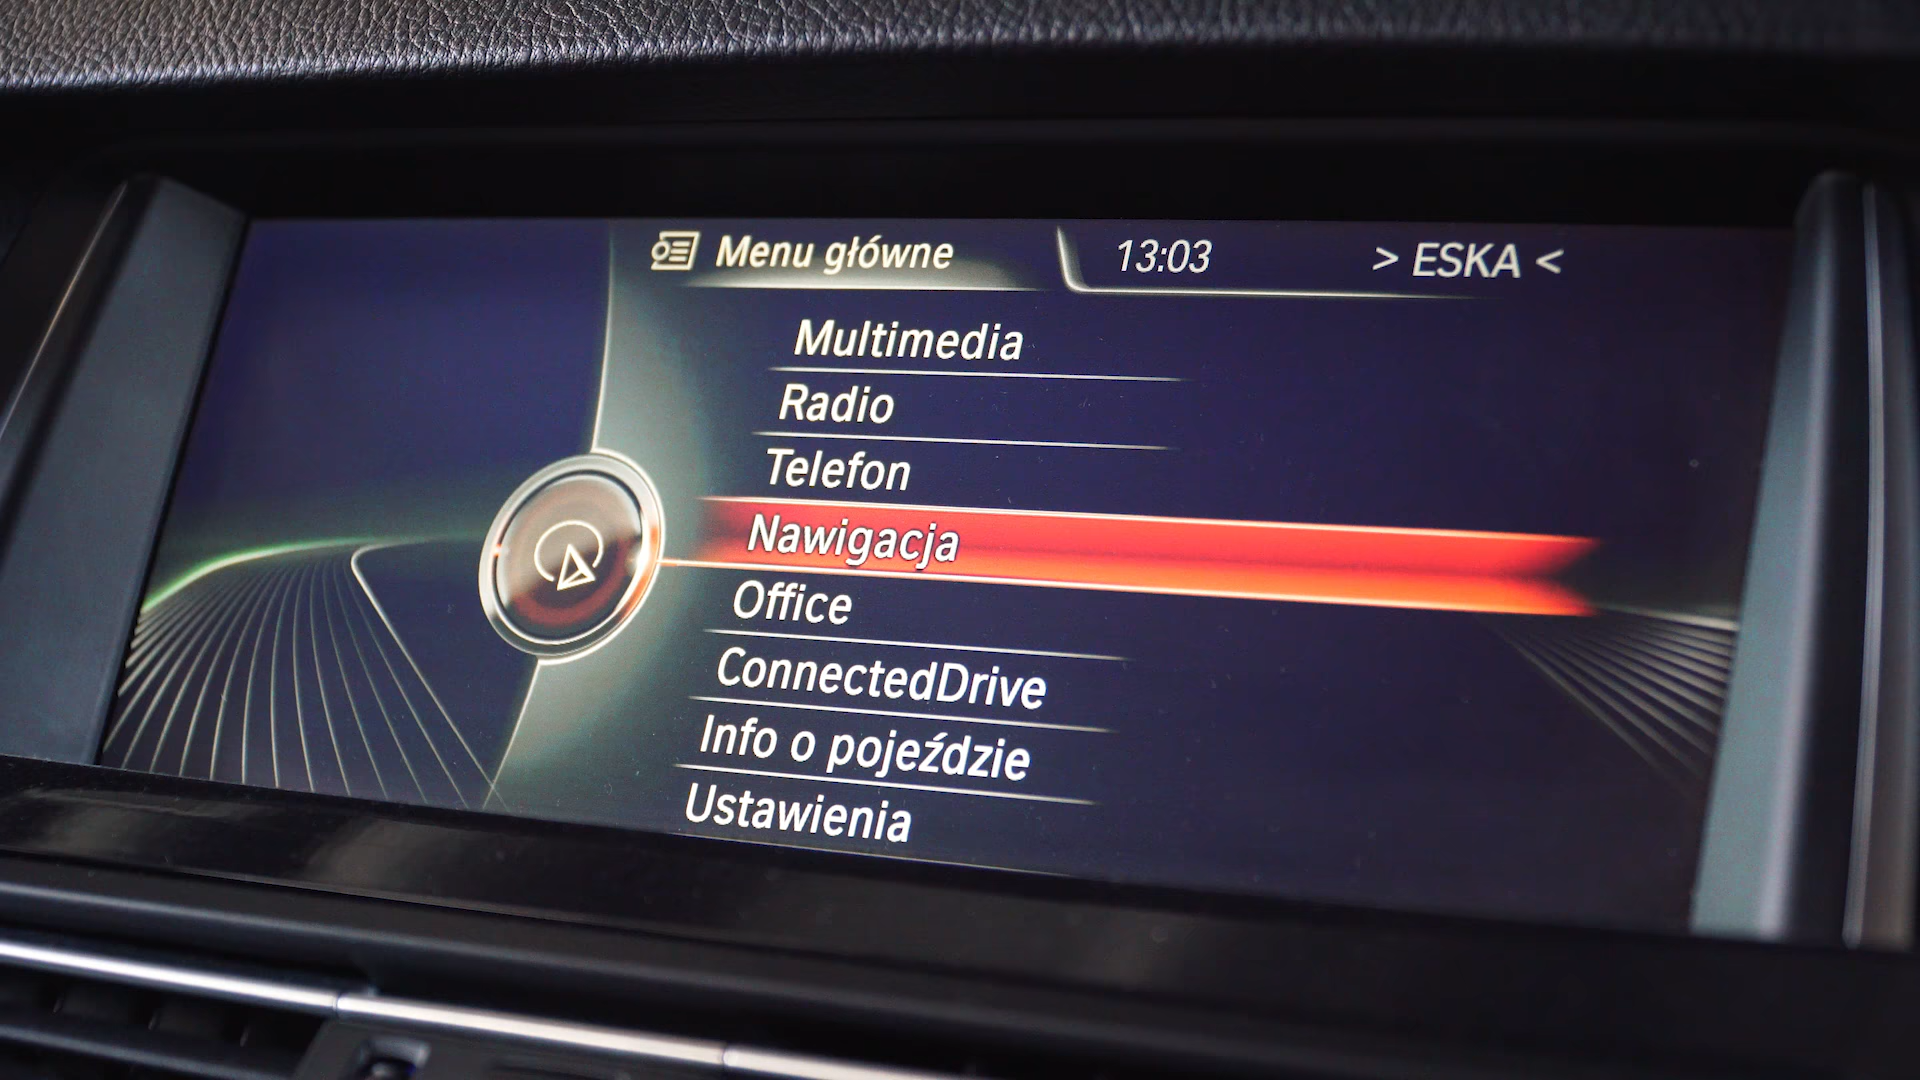 Menu główne 13:03 > ESKA <
Multimedia
Radio
Telefon
Nawigacja
Office
ConnectedDrive
Info o pojeździe
Ustawienia